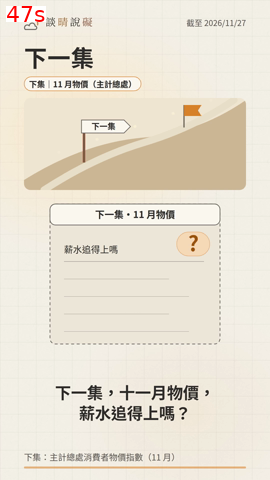 47s
談晴說礙
截至 2026/11/27
下一集
下集｜11 月物價（主計總處）
下一集
下一集・11 月物價
薪水追得上嗎
?
下一集，十一月物價，
薪水追得上嗎？
下集：主計總處消費者物價指數（11 月）